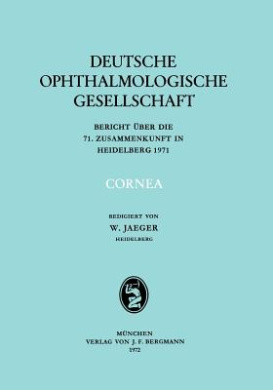 DEUTSCHE
OPHTHALMOLOGISCHE
GESELLSCHAFT
BERICHT ÜBER DIE
71. ZUSAMMENKUNFT IN
HEIDELBERG 1971
CORNEA
REDIGIERT VON
W. JAEGER
HEIDELBERG
MÜNCHEN
VERLAG VON J. F. BERGMANN
1972